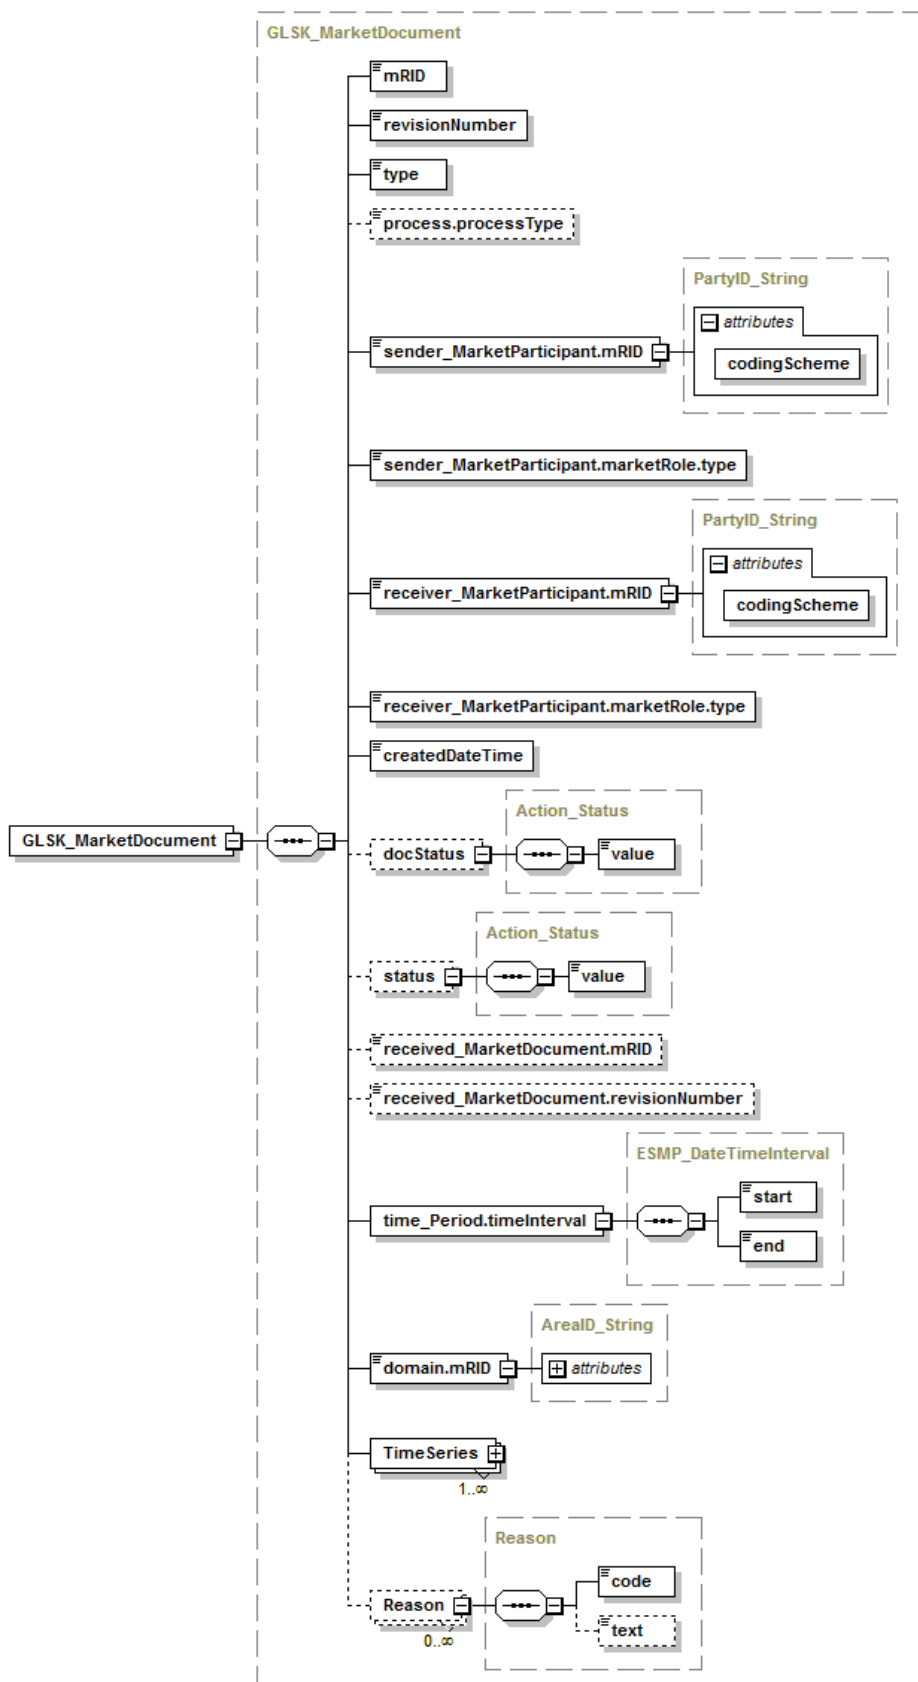 GLSK_MarketDocument
mRID
revisionNumber
type
process.processType
PartyID_String
attributes
sender_MarketParticipant.mRID
codingScheme
sender_MarketParticipant.marketRole.type
PartyID_String
attributes
receiver_MarketParticipant.mRID
codingScheme
receiver_MarketParticipant.marketRole.type
createdDateTime
Action_Status
GLSK_MarketDocument
docStatus
value
Action_Status
status
value
received_MarketDocument.mRID
received_MarketDocument.revisionNumber
ESMP_DateTimeInterval
start
time_Period.timeInterval
end
AreaID_String
domain.mRID
attributes
TimeSeries
1..∞
Reason
code
Reason
text
0..∞